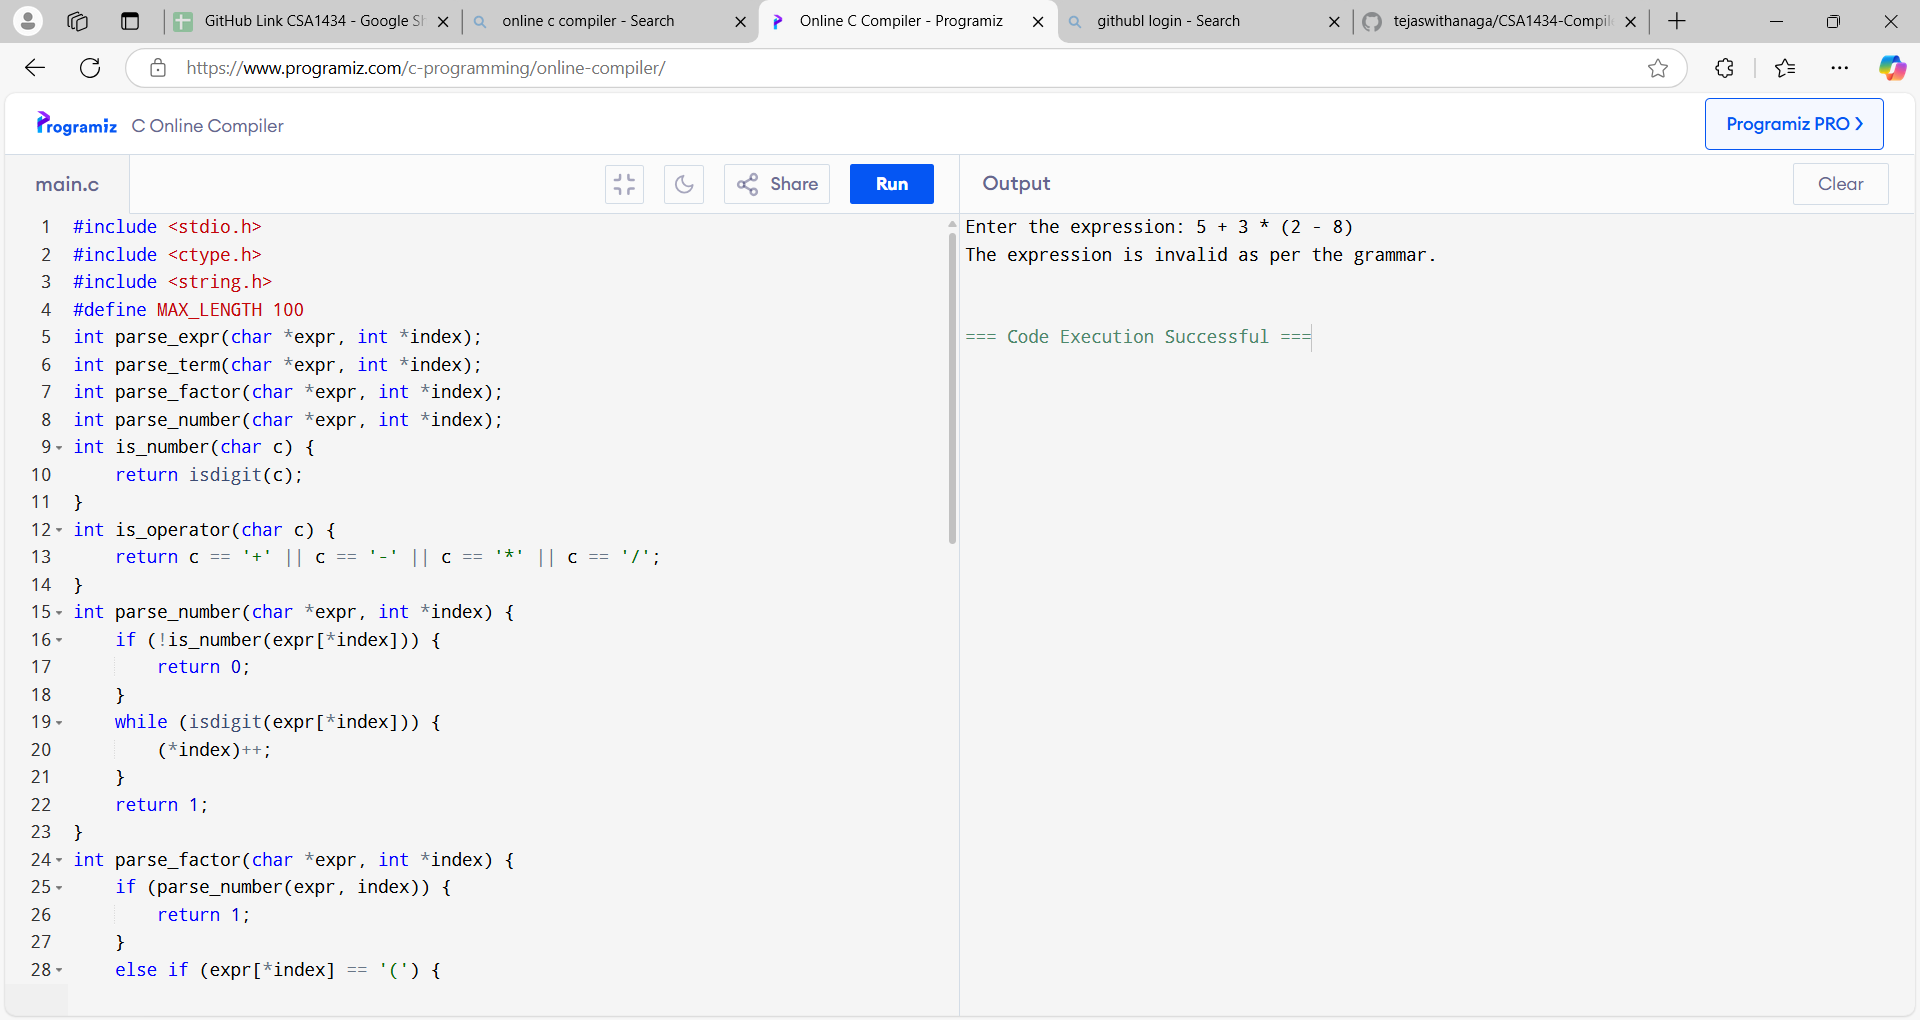 GitHub Link CSA1434 - Google Sh
online c compiler - Search
Online C Compiler - Programiz
githubl login - Search
tejaswithanaga/CSA1434-Compil
https://www.programiz.com/c-programming/online-compiler/
Programiz C Online Compiler
Programiz PRO
main.c
Share
Run
Output
Clear
1 #include <stdio.h>
2 #include <ctype.h>
3 #include <string.h>
4 #define MAX_LENGTH 100
5 int parse_expr(char *expr, int *index);
6 int parse_term(char *expr, int *index);
7 int parse_factor(char *expr, int *index);
8 int parse_number(char *expr, int *index);
9 int is_number(char c) {
10     return isdigit(c);
11 }
12 int is_operator(char c) {
13     return c == '+' || c == '-' || c == '*' || c == '/';
14 }
15 int parse_number(char *expr, int *index) {
16     if (!is_number(expr[*index])) {
17         return 0;
18     }
19     while (isdigit(expr[*index])) {
20         (*index)++;
21     }
22     return 1;
23 }
24 int parse_factor(char *expr, int *index) {
25     if (parse_number(expr, index)) {
26         return 1;
27     }
28     else if (expr[*index] == '(') {
Enter the expression: 5 + 3 * (2 - 8)
The expression is invalid as per the grammar.
=== Code Execution Successful ===